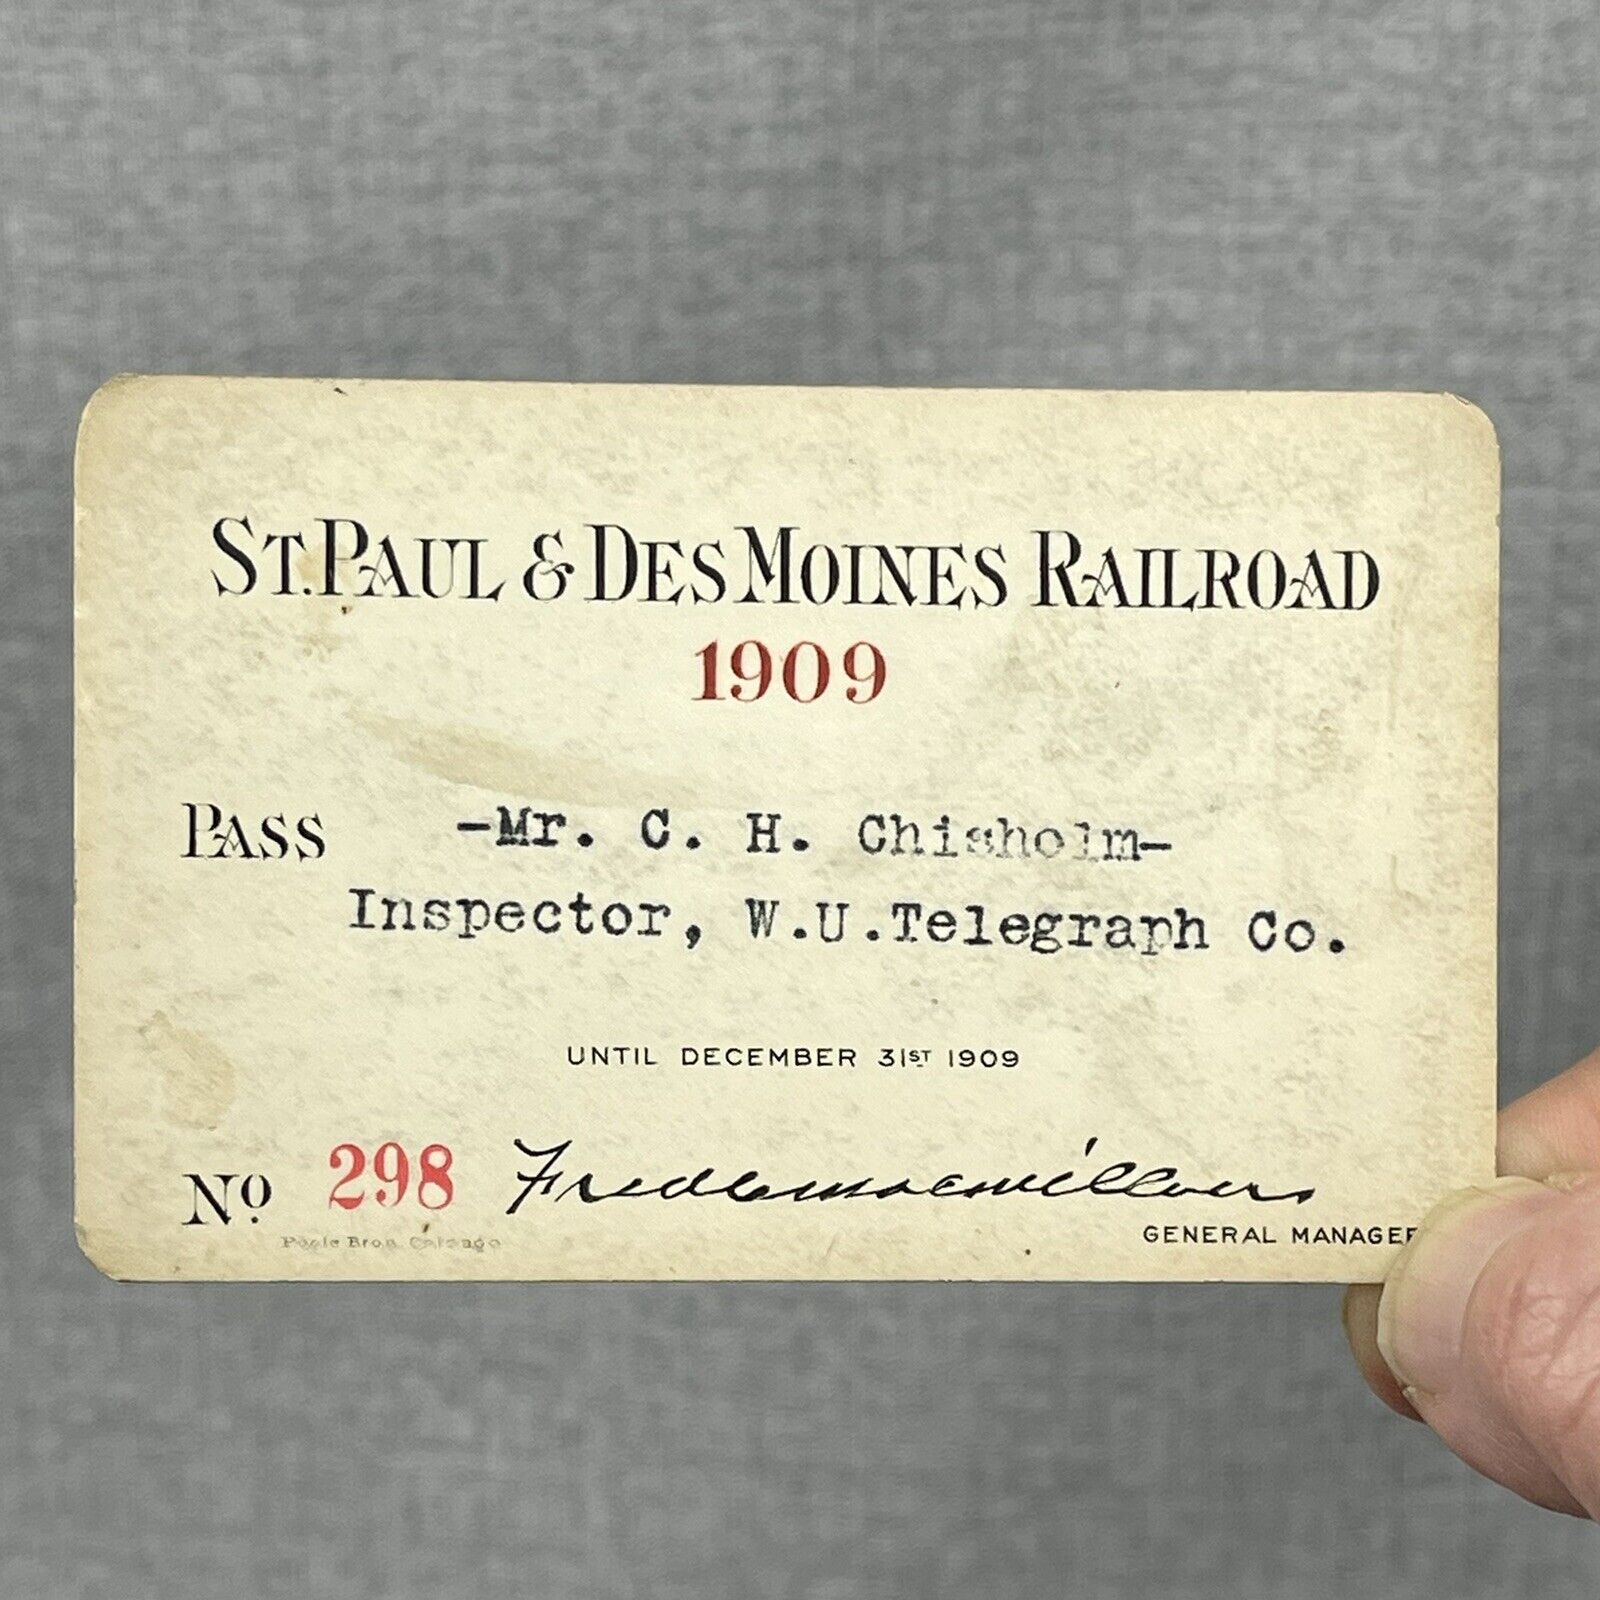 ST. PAUL & DES MOINES RAILROAD
1909
PASS -Mr. C. H. Chisholm-
Inspector, W.U.Telegraph Co.
UNTIL DECEMBER 31ST 1909
No. 298
GENERAL MANAGER
Poole Bros. Chicago